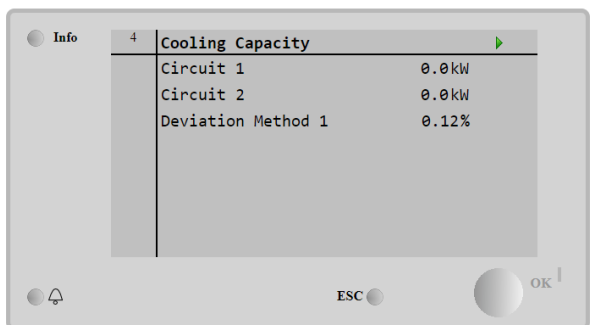 Info
4 Cooling Capacity
Circuit 1 0.0kW
Circuit 2 0.0kW
Deviation Method 1 0.12%
ESC
OK